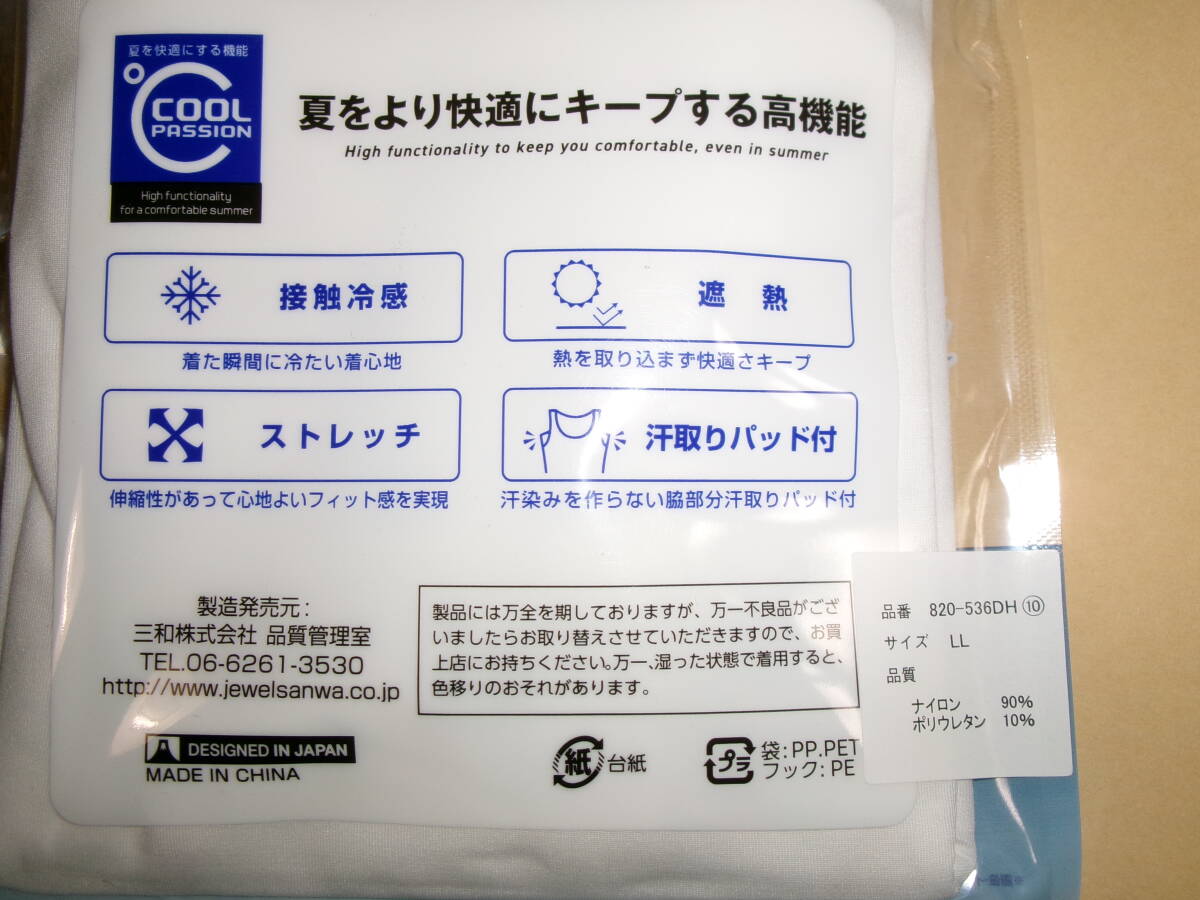 夏を快適にする機能
COOL
PASSION
High functionality
for a comfortable summer
夏をより快適にキープする高機能
High functionality to keep you comfortable, even in summer
接触冷感
着た瞬間に冷たい着心地
遮 熱
熱を取り込まず快適さキープ
ストレッチ
伸縮性があって心地よいフィット感を実現
汗取りパッド付
汗染みを作らない脇部分汗取りパッド付
製造発売元:
三和株式会社 品質管理室
TEL.06-6261-3530
http://www.jewelsanwa.co.jp
製品には万全を期しておりますが、万一不良品がござ
いましたらお取り替えさせていただきますので、お買
上店にお持ちください。万一、湿った状態で着用すると、
色移りのおそれがあります。
DESIGNED IN JAPAN
MADE IN CHINA
紙 台紙
プラ 袋:PP.PET
フック:PE
品番 820-536DH⑩
サイズ LL
品質
ナイロン 90%
ポリウレタン 10%